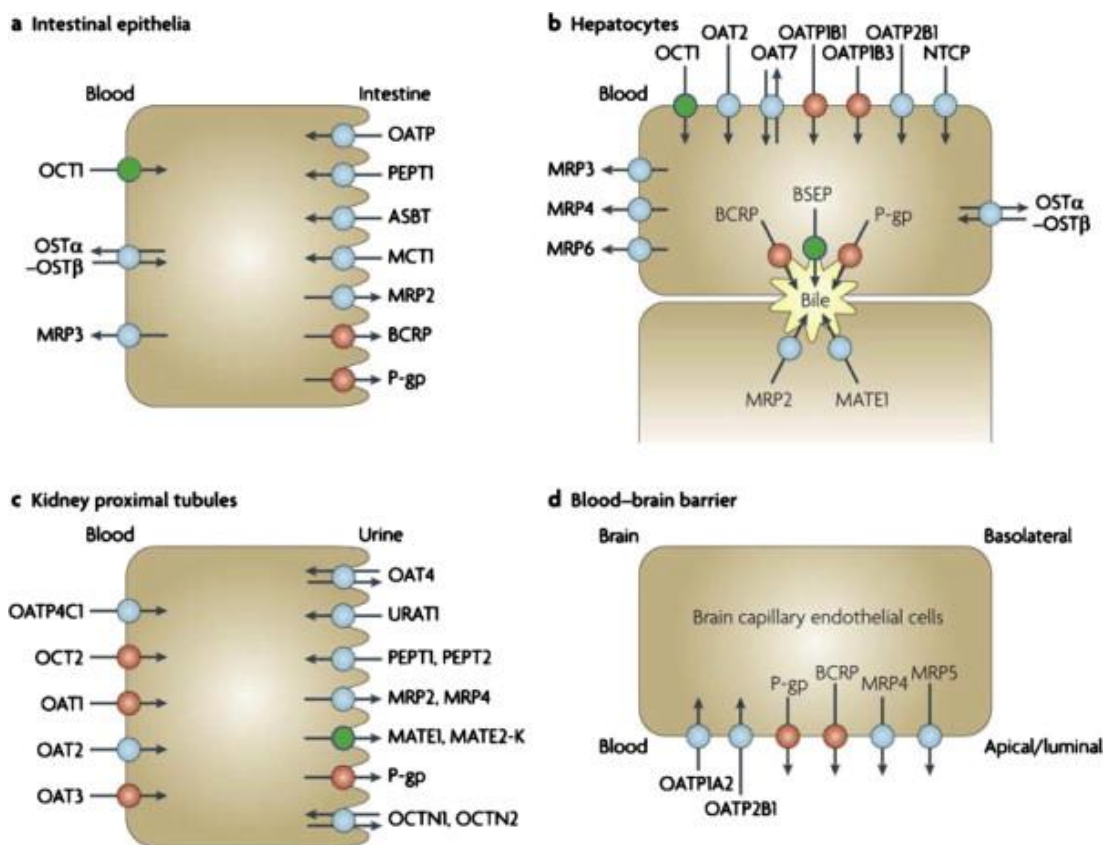 a Intestinal epithelia
Blood
Intestine
OCT1
OSTα
–OSTβ
MRP3
OATP
PEPT1
ASBT
MCT1
MRP2
BCRP
P-gp
b Hepatocytes
Blood
OCT1
OAT2
OAT7
OATP1B1
OATP1B3
OATP2B1
NTCP
MRP3
MRP4
MRP6
BCRP
BSEP
P-gp
OSTα
–OSTβ
Bile
MRP2
MATE1
c Kidney proximal tubules
Blood
Urine
OATP4C1
OCT2
OAT1
OAT2
OAT3
OAT4
URAT1
PEPT1, PEPT2
MRP2, MRP4
MATE1, MATE2-K
P-gp
OCTN1, OCTN2
d Blood–brain barrier
Brain
Basolateral
Brain capillary endothelial cells
P-gp
BCRP
MRP4
MRP5
Blood
Apical/luminal
OATP1A2
OATP2B1